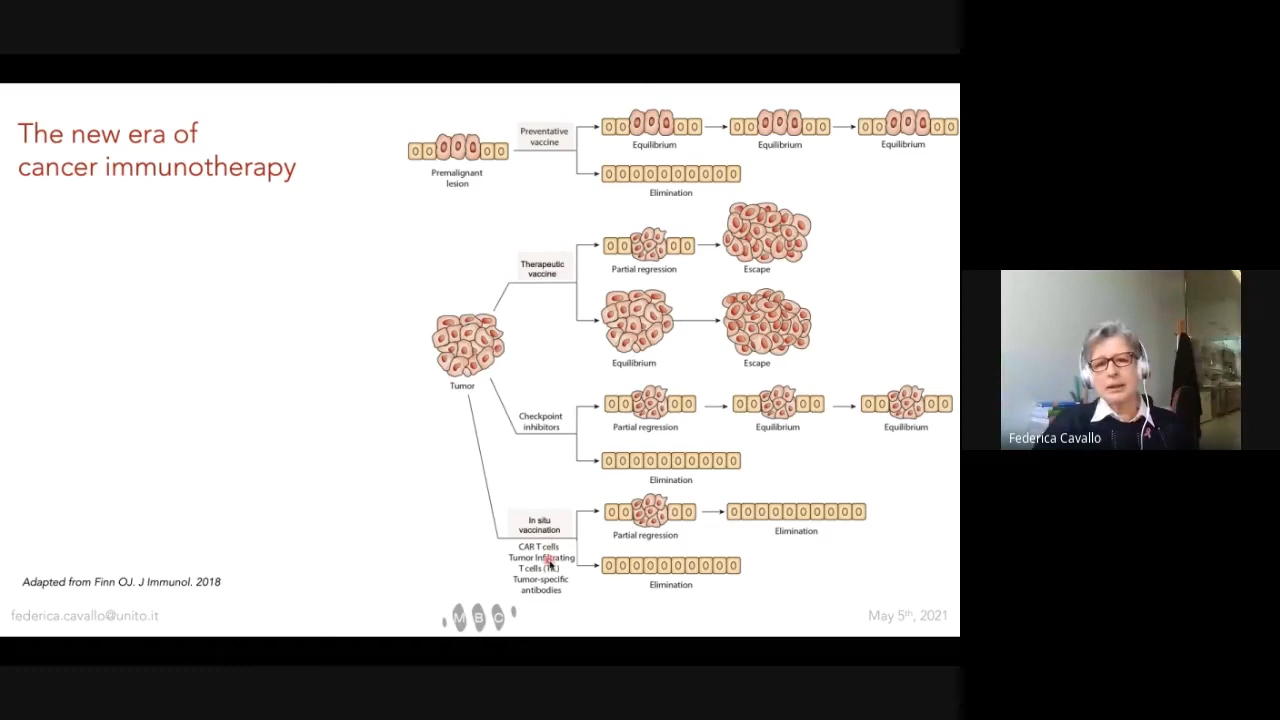 The new era of
cancer immunotherapy
Premalignant
lesion
Preventative
vaccine
Equilibrium
Equilibrium
Equilibrium
Elimination
Tumor
Therapeutic
vaccine
Partial regression
Escape
Equilibrium
Escape
Checkpoint
inhibitors
Partial regression
Equilibrium
Equilibrium
Elimination
In situ
vaccination
CAR T cells
Tumor Infiltrating
T cells (TIL)
Tumor-specific
antibodies
Partial regression
Elimination
Elimination
Adapted from Finn OJ. J Immunol. 2018
federica.cavallo@unito.it
M B C
May 5th, 2021
Federica Cavallo